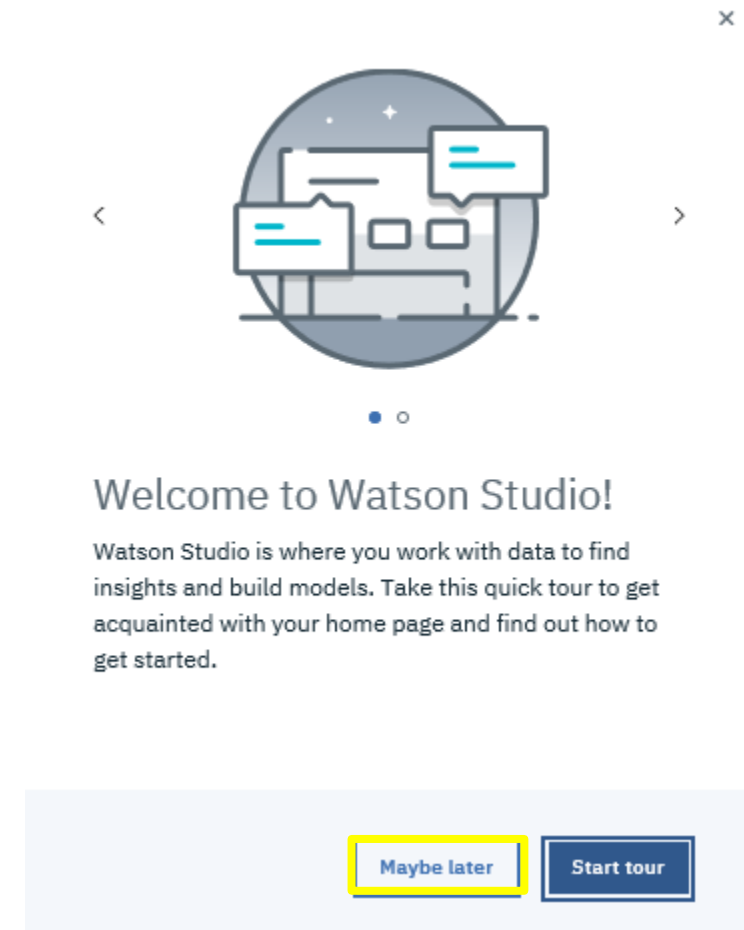 Welcome to Watson Studio!
Watson Studio is where you work with data to find
insights and build models. Take this quick tour to get
acquainted with your home page and find out how to
get started.
Maybe later
Start tour